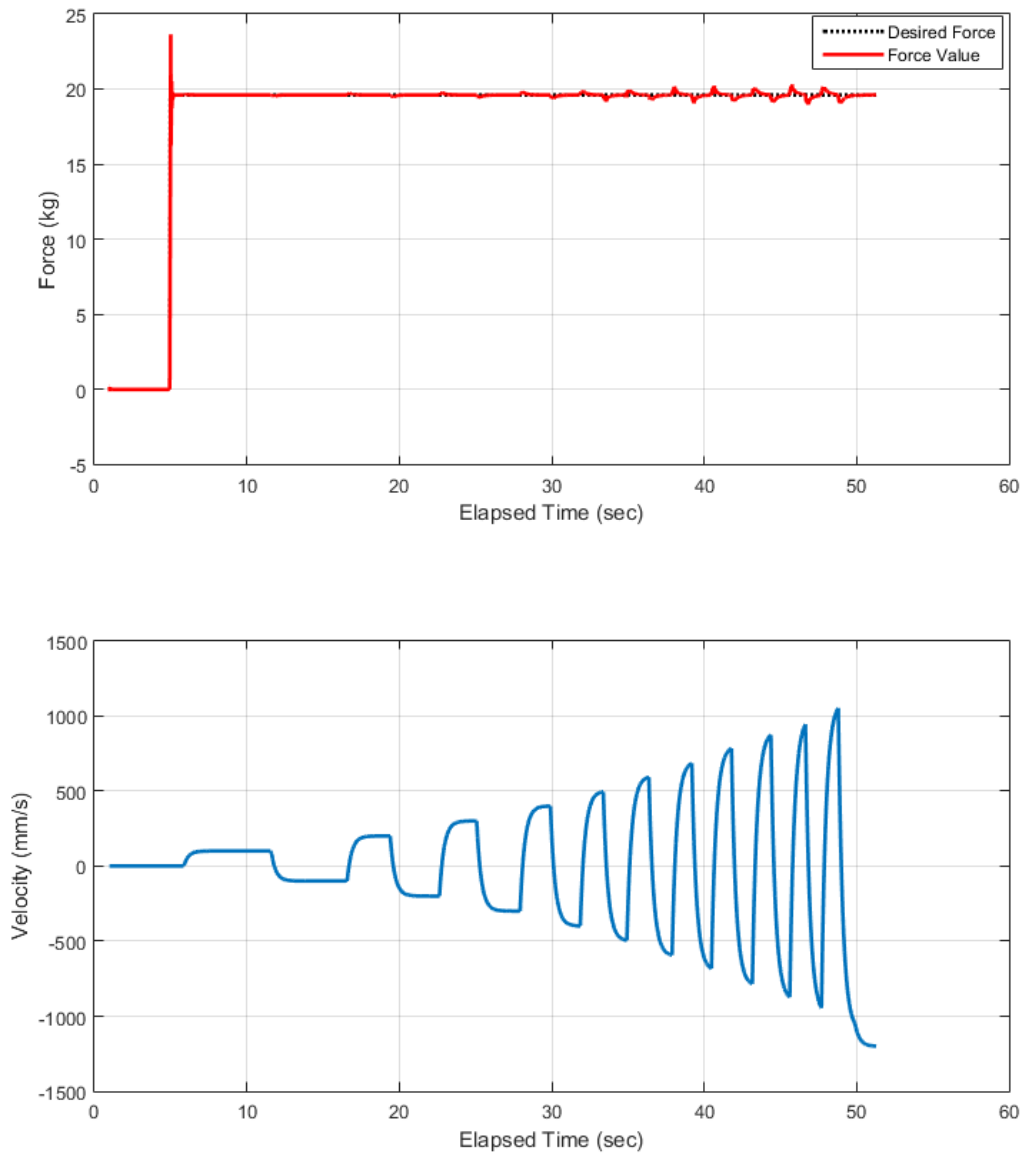 25
20
15
10
5
0
-5
Force (kg)
Desired Force
Force Value
0 10 20 30 40 50 60
Elapsed Time (sec)
1500
1000
500
0
-500
-1000
-1500
Velocity (mm/s)
0 10 20 30 40 50 60
Elapsed Time (sec)